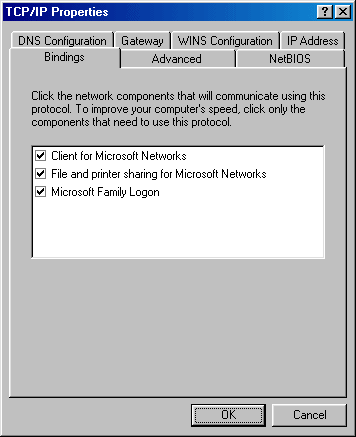 TCP/IP Properties
DNS Configuration Gateway WINS Configuration IP Address
Bindings Advanced NetBIOS
Click the network components that will communicate using this
protocol. To improve your computer's speed, click only the
components that need to use this protocol.
Client for Microsoft Networks
File and printer sharing for Microsoft Networks
Microsoft Family Logon
OK Cancel